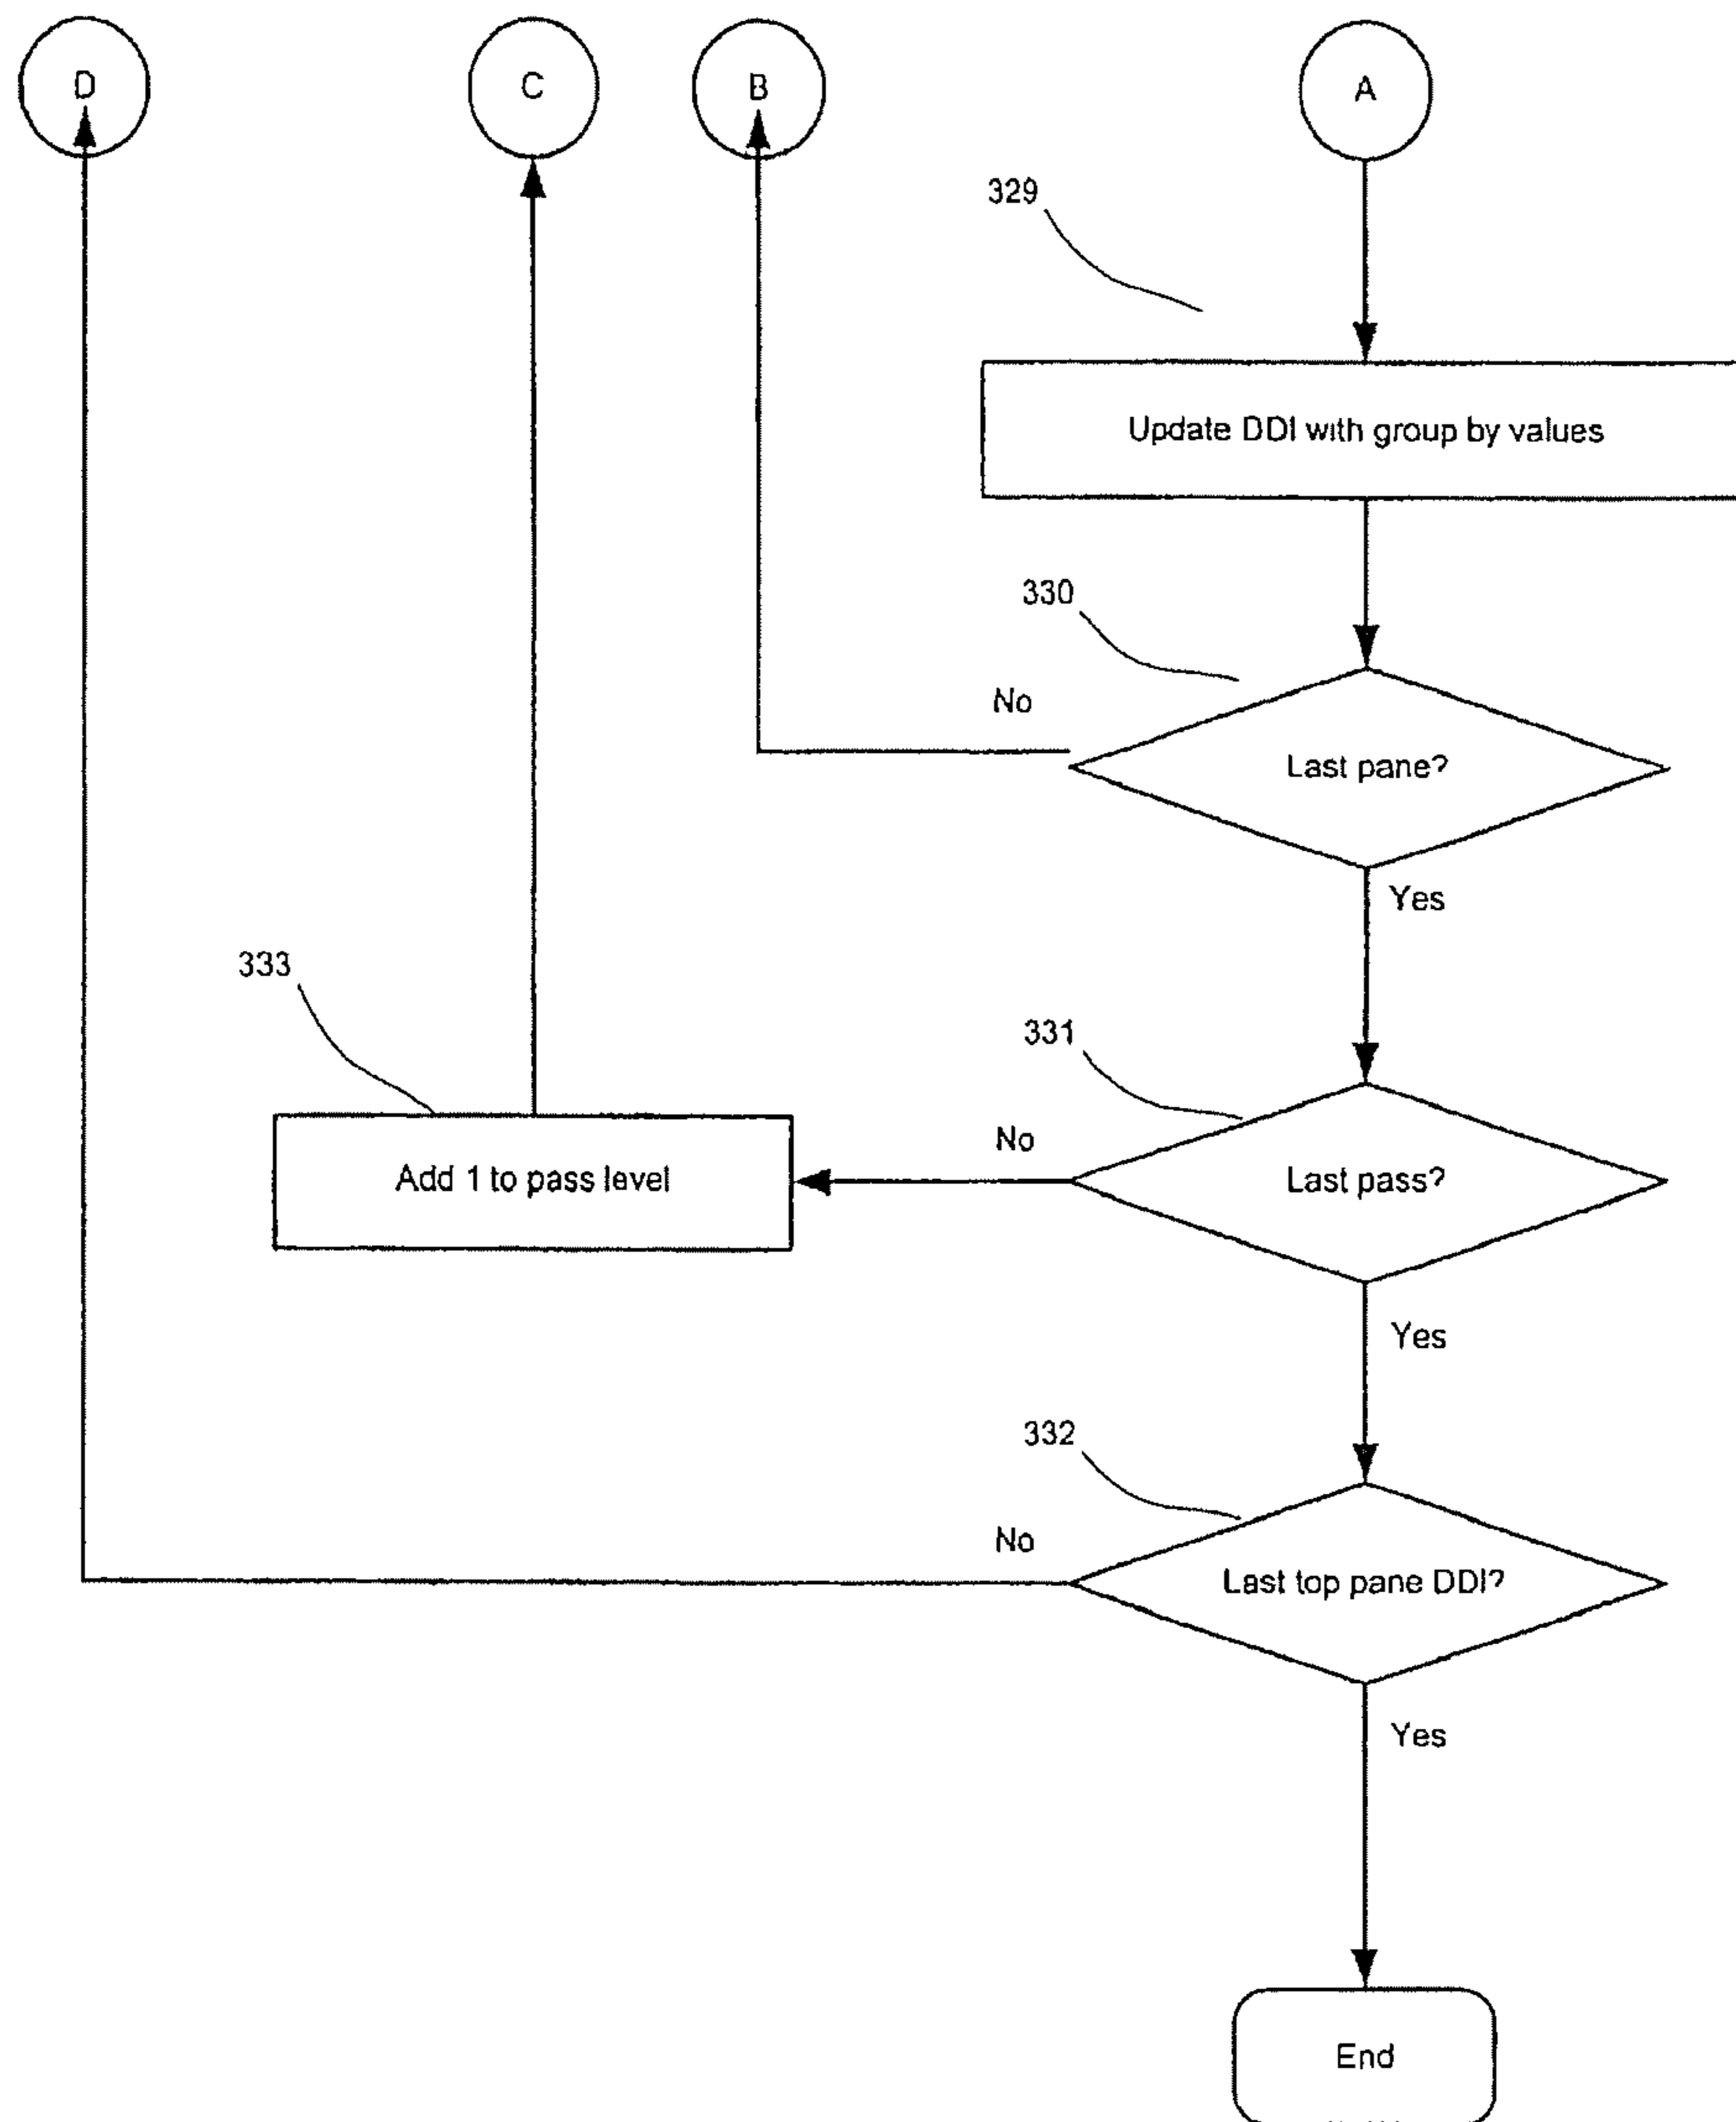 D
C
B
A
329
Update DDI with group by values
330
No
Last pane?
Yes
333
331
No
Add 1 to pass level
Last pass?
Yes
332
No
Last top pane DDI?
Yes
End